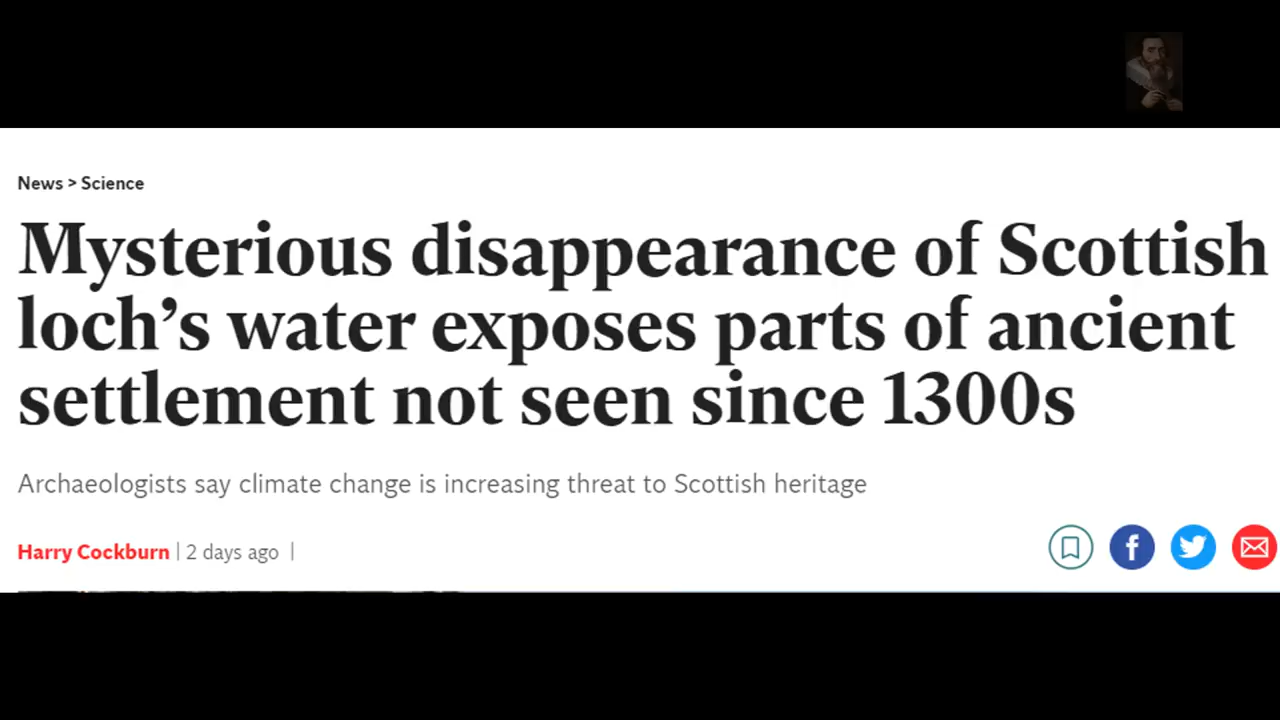 News > Science
Mysterious disappearance of Scottish
loch’s water exposes parts of ancient
settlement not seen since 1300s
Archaeologists say climate change is increasing threat to Scottish heritage
Harry Cockburn | 2 days ago |